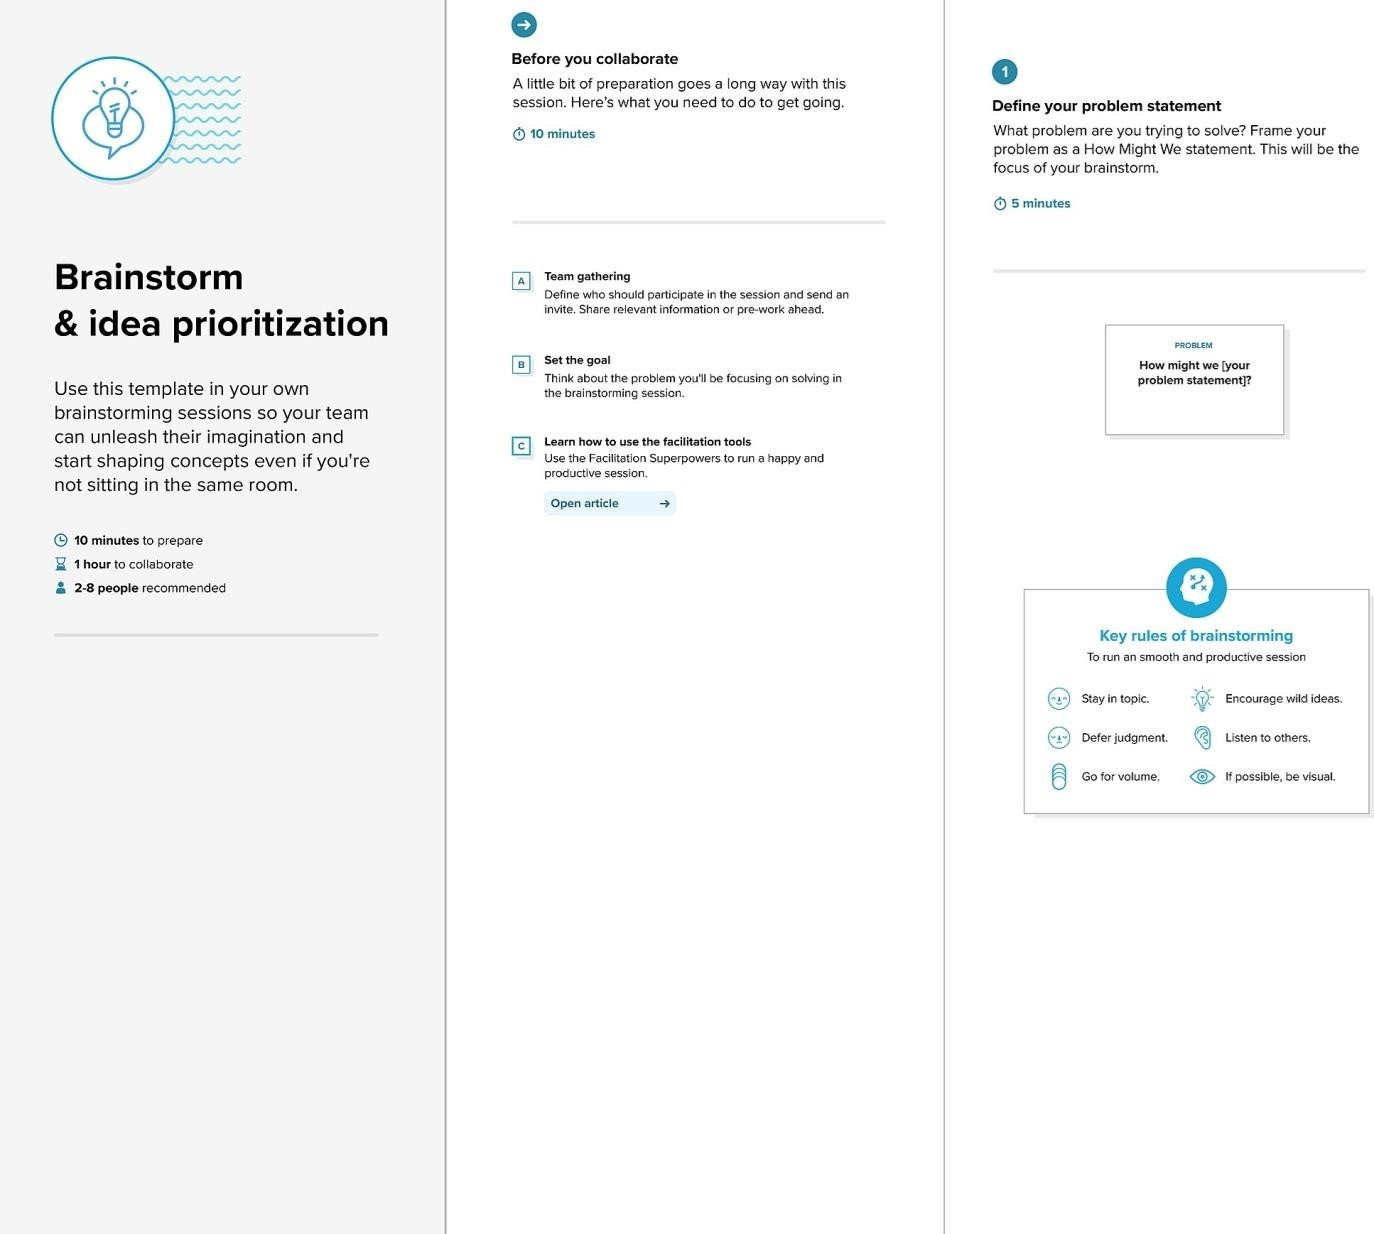 Brainstorm
& idea prioritization
Use this template in your own
brainstorming sessions so your team
can unleash their imagination and
start shaping concepts even if you're
not sitting in the same room.
10 minutes to prepare
1 hour to collaborate
2-8 people recommended
Before you collaborate
A little bit of preparation goes a long way with this
session. Here's what you need to do to get going.
10 minutes
A
Team gathering
Define who should participate in the session and send an
invite. Share relevant information or pre-work ahead.
B
Set the goal
Think about the problem you'll be focusing on solving in
the brainstorming session.
C
Learn how to use the facilitation tools
Use the Facilitation Superpowers to run a happy and
productive session.
Open article
1
Define your problem statement
What problem are you trying to solve? Frame your
problem as a How Might We statement. This will be the
focus of your brainstorm.
5 minutes
PROBLEM
How might we [your
problem statement]?
Key rules of brainstorming
To run an smooth and productive session
Stay in topic.
Encourage wild ideas.
Defer judgment.
Listen to others.
Go for volume.
If possible, be visual.